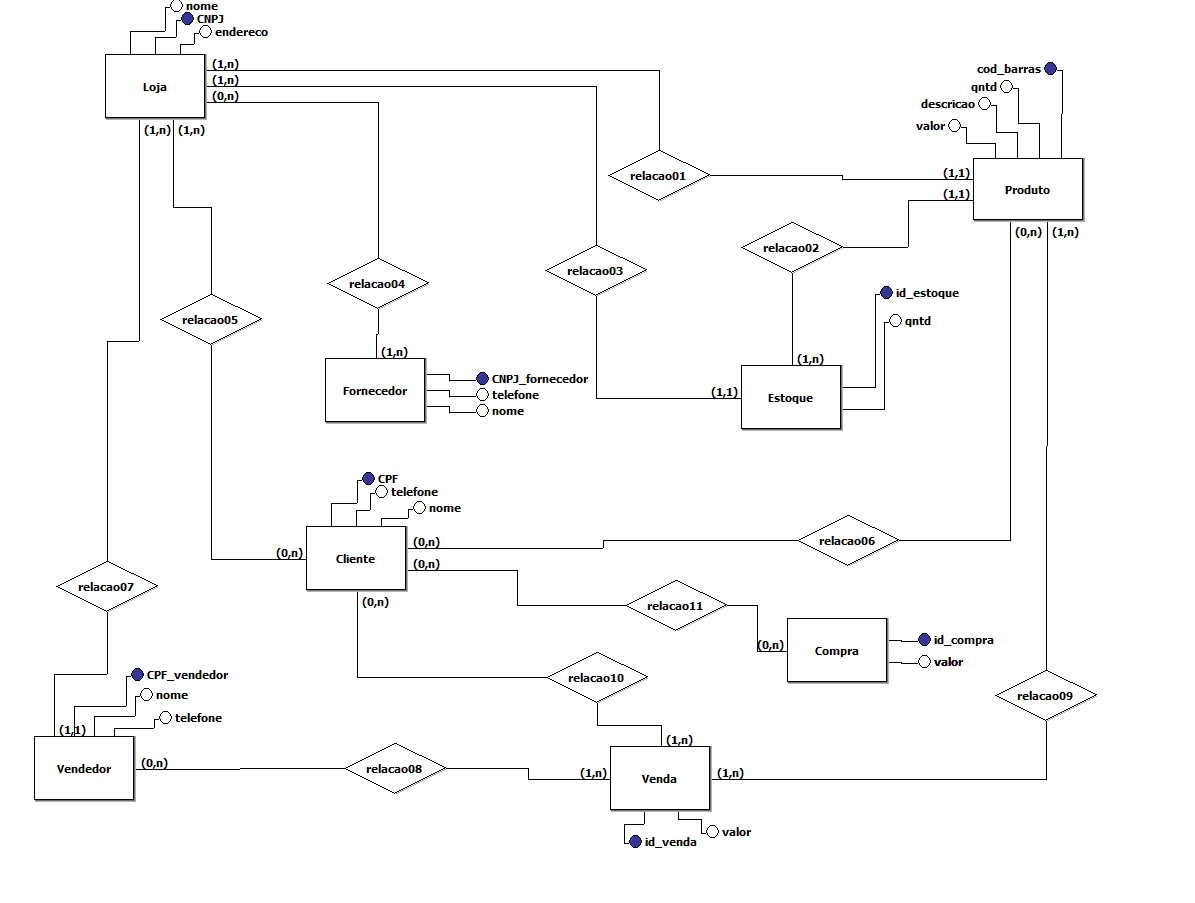 nome
CNPJ
endereco
Loja
(1,n)
(1,n)
(0,n)
(1,n)
(1,n)
cod_barras
qntd
descricao
valor
Produto
(1,1)
(1,1)
(0,n)
(1,n)
relacao01
relacao02
relacao03
relacao04
relacao05
id_estoque
qntd
(1,n)
(1,1)
Estoque
(1,n)
Fornecedor
CNPJ_fornecedor
telefone
nome
CPF
telefone
nome
(0,n)
Cliente
(0,n)
(0,n)
(0,n)
relacao06
relacao07
relacao11
(0,n)
Compra
id_compra
valor
CPF_vendedor
nome
telefone
relacao10
relacao09
(1,1)
Vendedor
(0,n)
relacao08
(1,n)
(1,n)
Venda
(1,n)
id_venda
valor